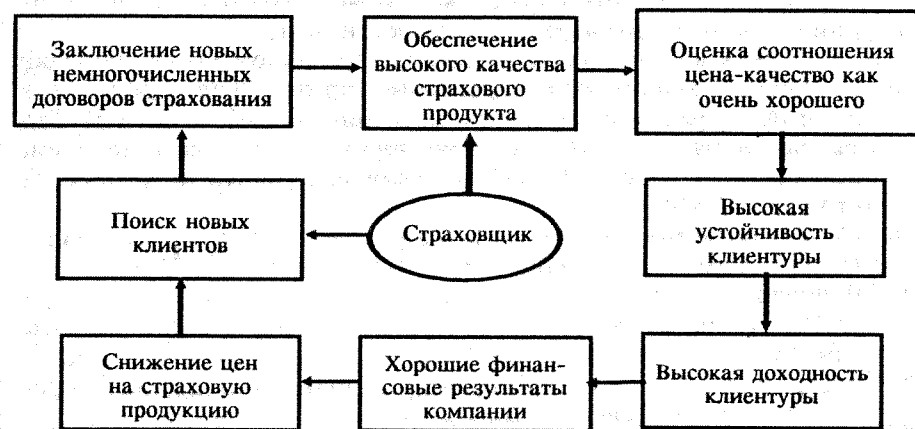 Заключение новых
немногочисленных
договоров страхования
Обеспечение
высокого качества
страхового
продукта
Оценка соотношения
цена-качество как
очень хорошего
Поиск новых
клиентов
Страховщик
Высокая
устойчивость
клиентуры
Снижение цен
на страховую
продукцию
Хорошие финан-
совые результаты
компании
Высокая доходность
клиентуры